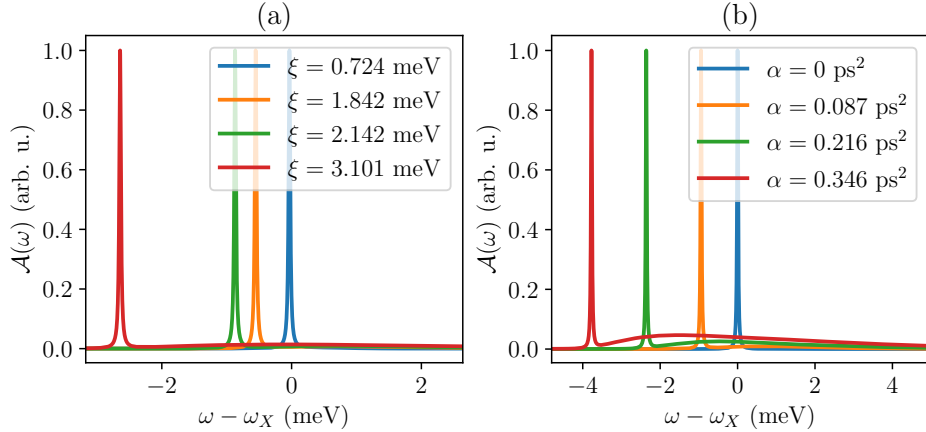 (a)
1.0
0.8
0.6
0.4
0.2
0.0
𝒜(ω) (arb. u.)
ξ = 0.724 meV
ξ = 1.842 meV
ξ = 2.142 meV
ξ = 3.101 meV
−2 0 2
ω − ω_X (meV)
(b)
1.0
0.8
0.6
0.4
0.2
0.0
𝒜(ω) (arb. u.)
α = 0 ps²
α = 0.087 ps²
α = 0.216 ps²
α = 0.346 ps²
−4 −2 0 2 4
ω − ω_X (meV)